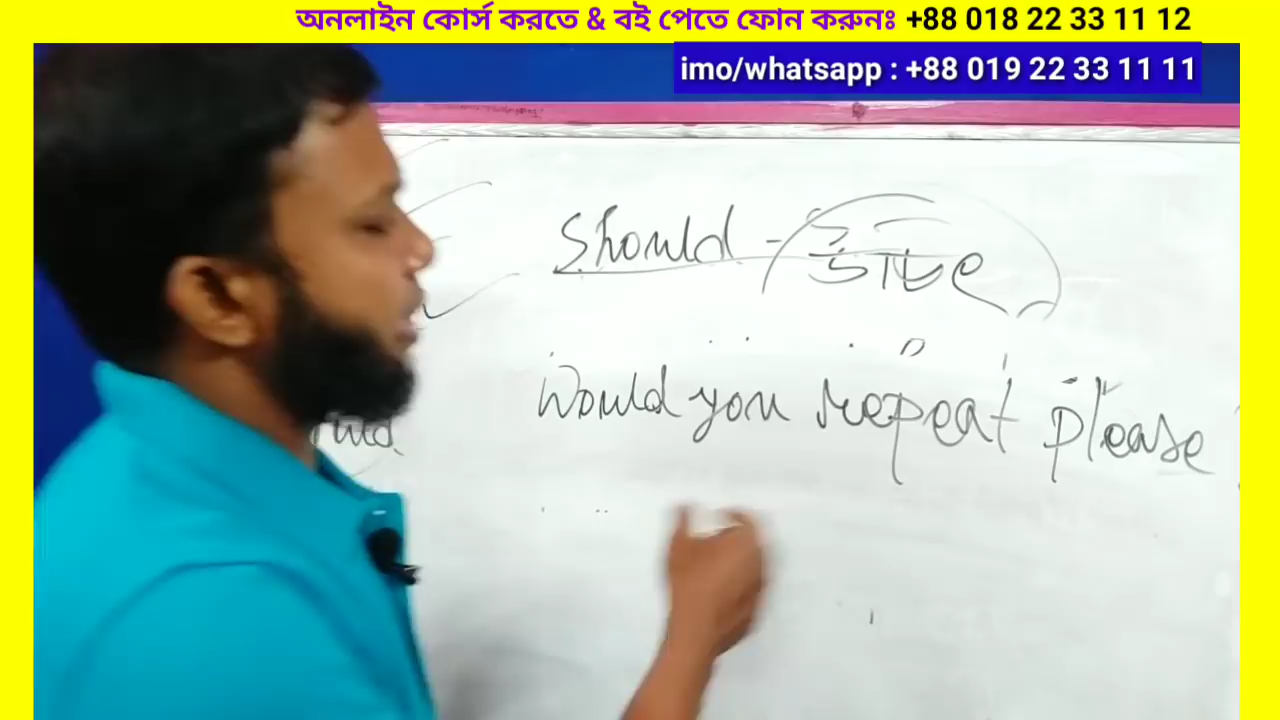 অনলাইন কোর্স করতে & বই পেতে ফোন করুনঃ +88 018 22 33 11 12
imo/whatsapp : +88 019 22 33 11 11
Should -
Would you repeat please